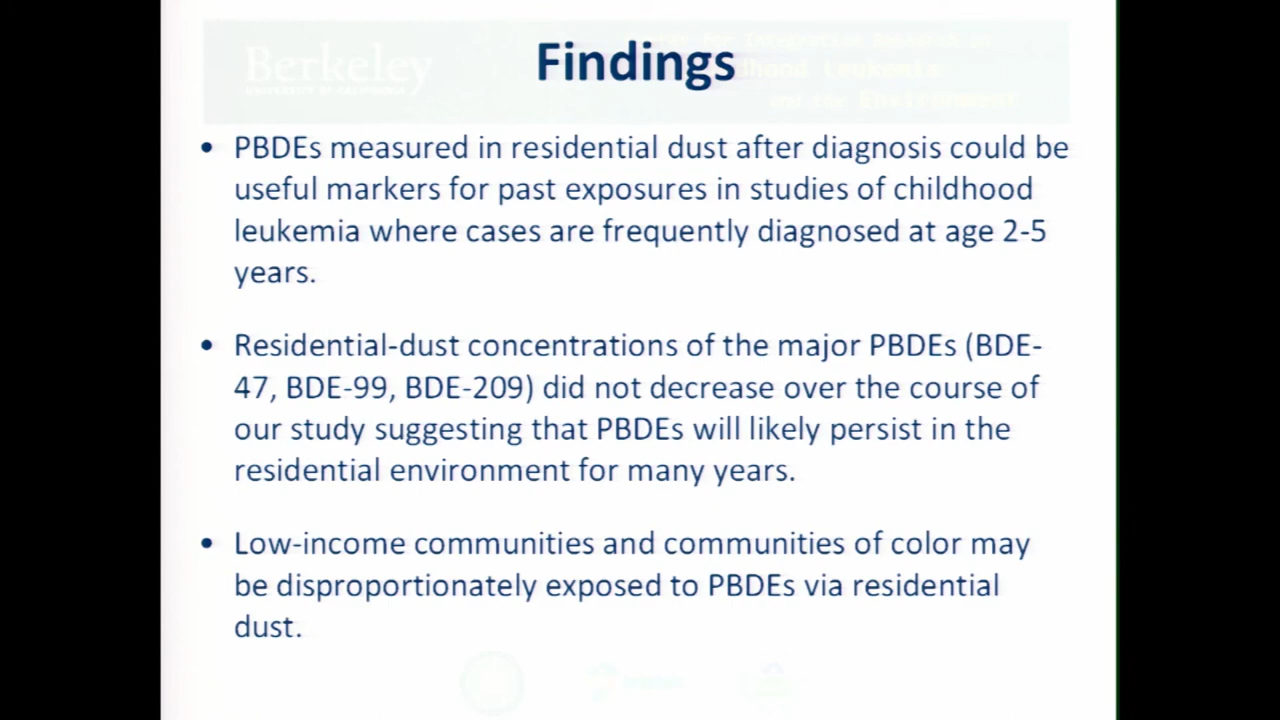 Berkeley
UNIVERSITY OF CALIFORNIA
Findings
• PBDEs measured in residential dust after diagnosis could be
useful markers for past exposures in studies of childhood
leukemia where cases are frequently diagnosed at age 2-5
years.
• Residential-dust concentrations of the major PBDEs (BDE-
47, BDE-99, BDE-209) did not decrease over the course of
our study suggesting that PBDEs will likely persist in the
residential environment for many years.
• Low-income communities and communities of color may
be disproportionately exposed to PBDEs via residential
dust.